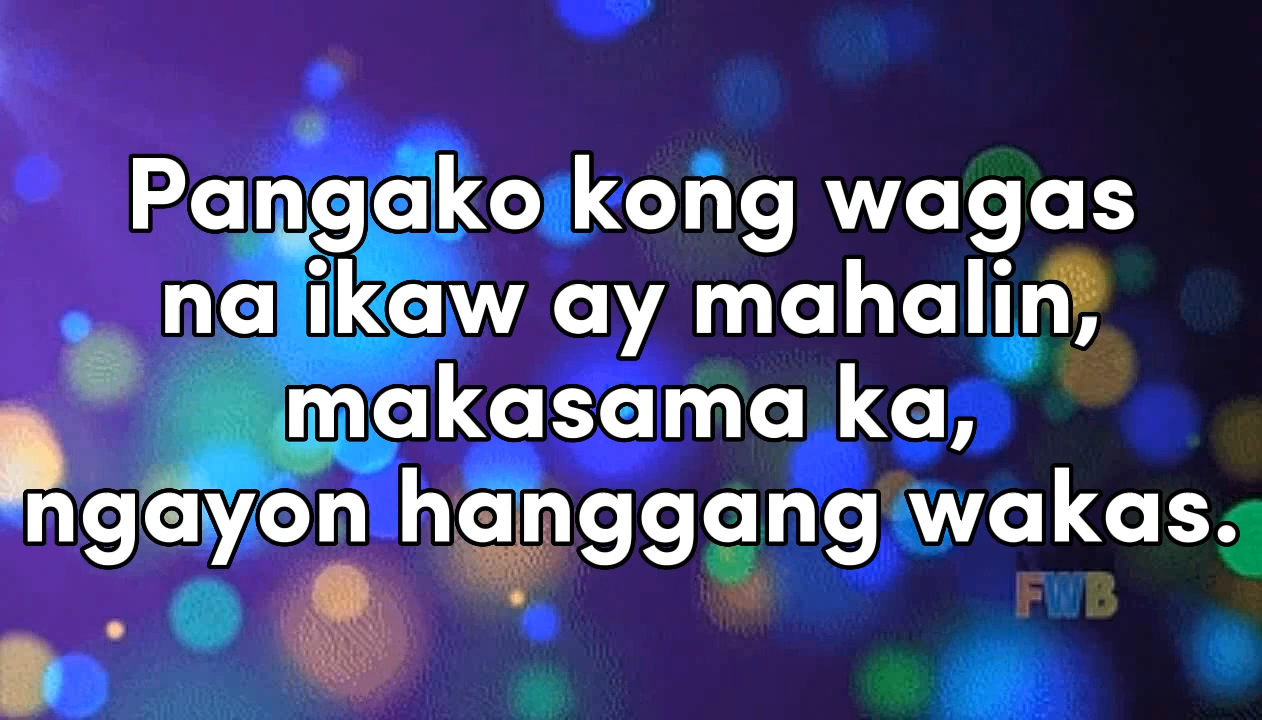 Pangako kong wagas
na ikaw ay mahalin,
makasama ka,
ngayon hanggang wakas.
FWB